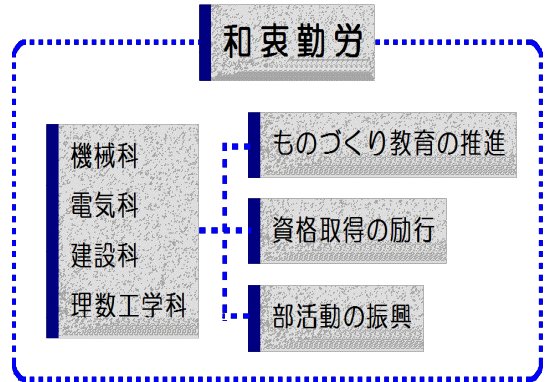 和衷勤労
機械科
電気科
建設科
理数工学科
ものづくり教育の推進
資格取得の励行
部活動の振興